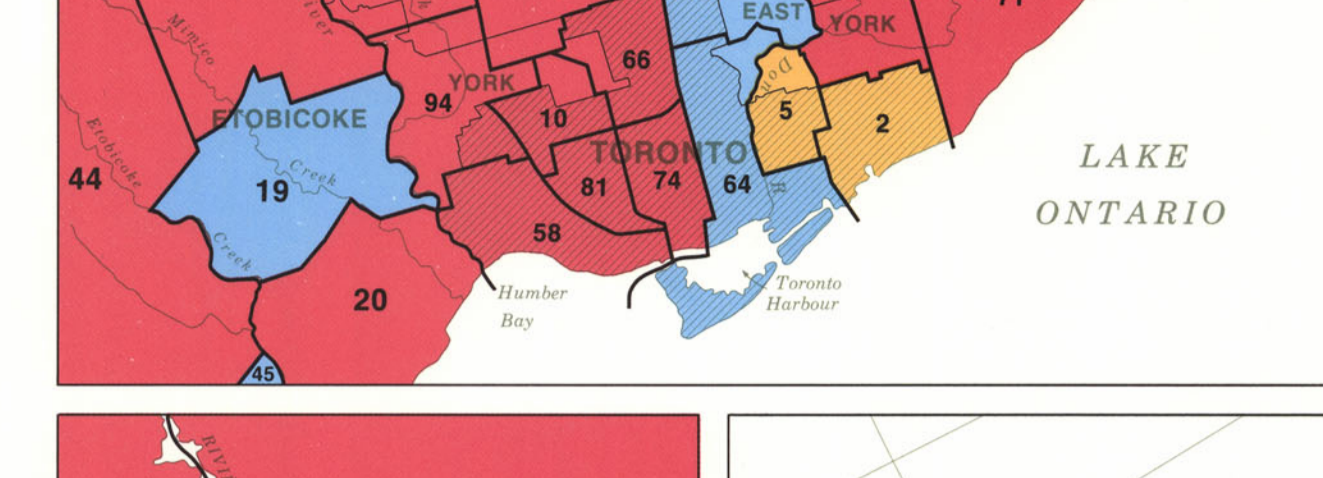 EAST
YORK
Mimico
66
YORK
94
10
Don
5
2
ETOBICOKE
Etobicoke
Creek
TORONTO
44
19
81
74
64
R
58
Creek
LAKE
ONTARIO
20
Humber
Bay
Toronto
Harbour
45